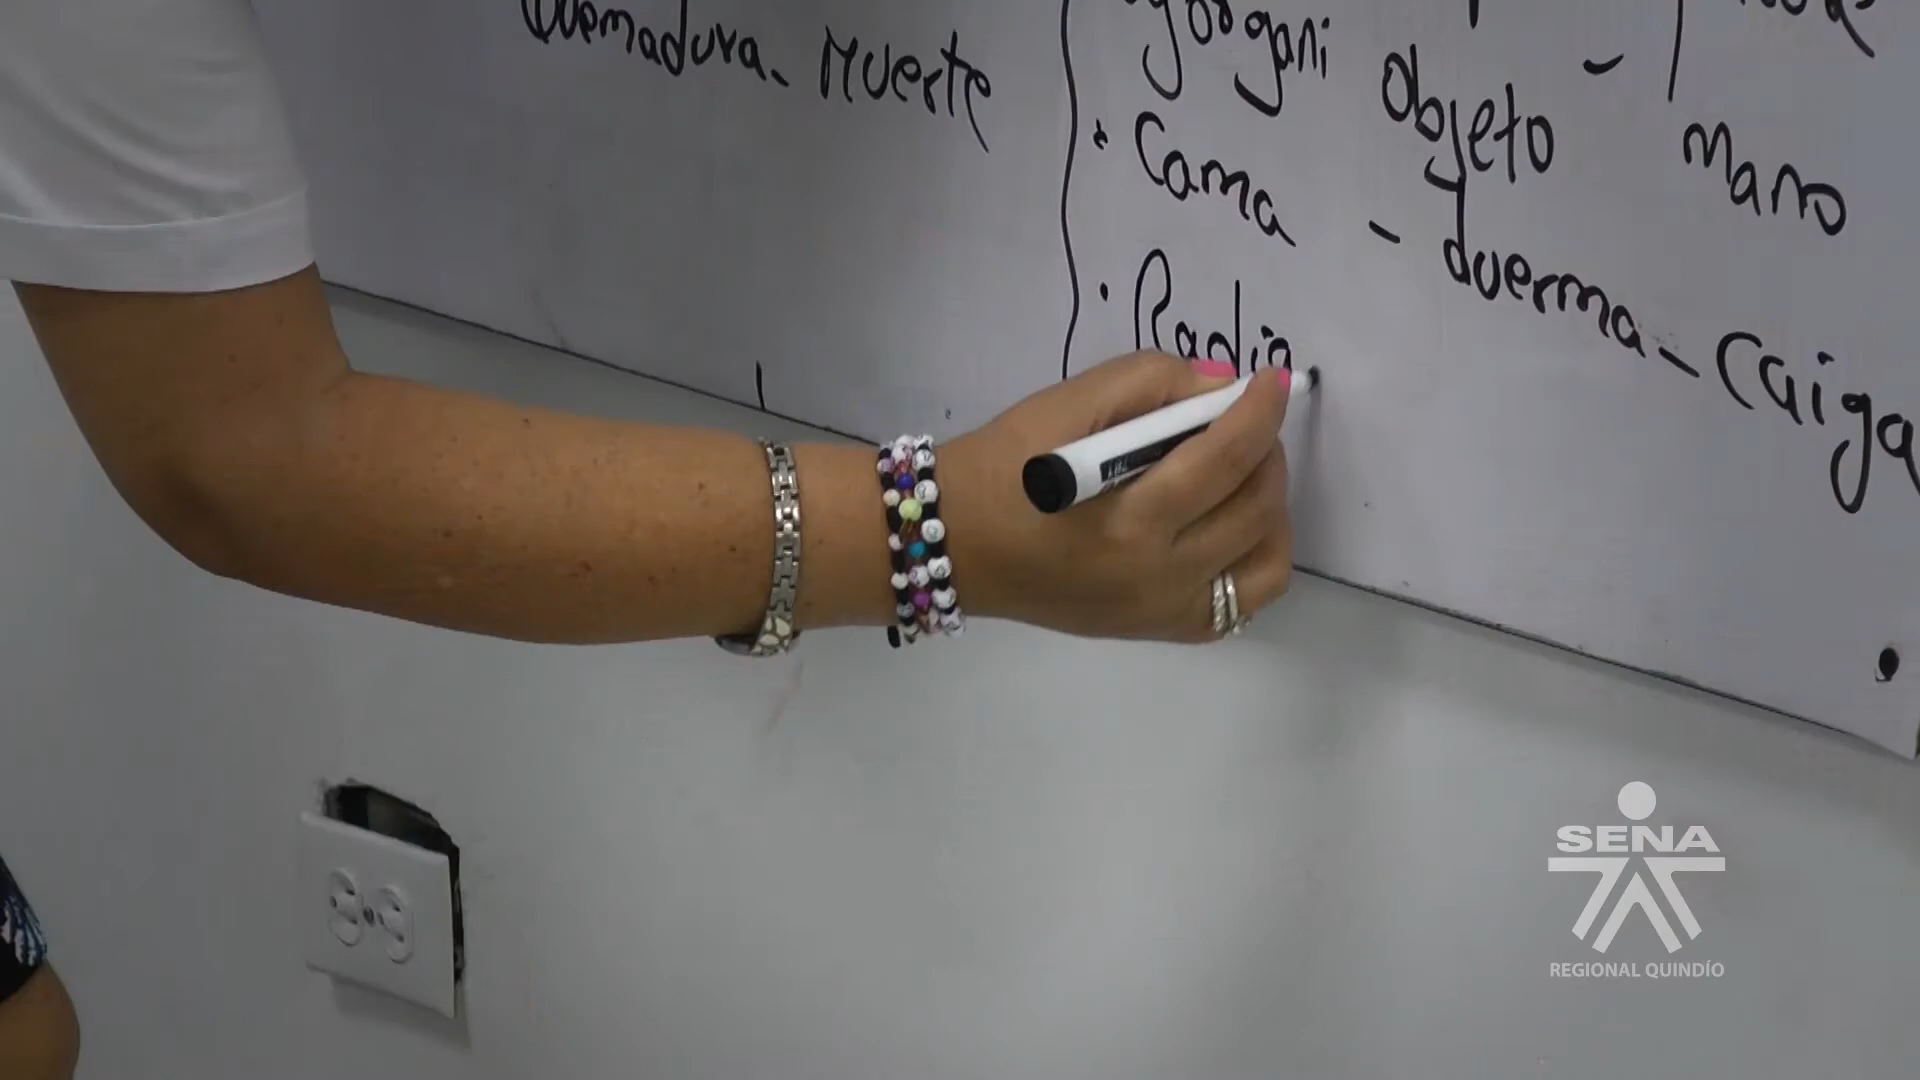 Quemadura - Muerte
Objeto - Mano
Cama - duerma - Caiga
Radia
SENA
REGIONAL QUINDÍO